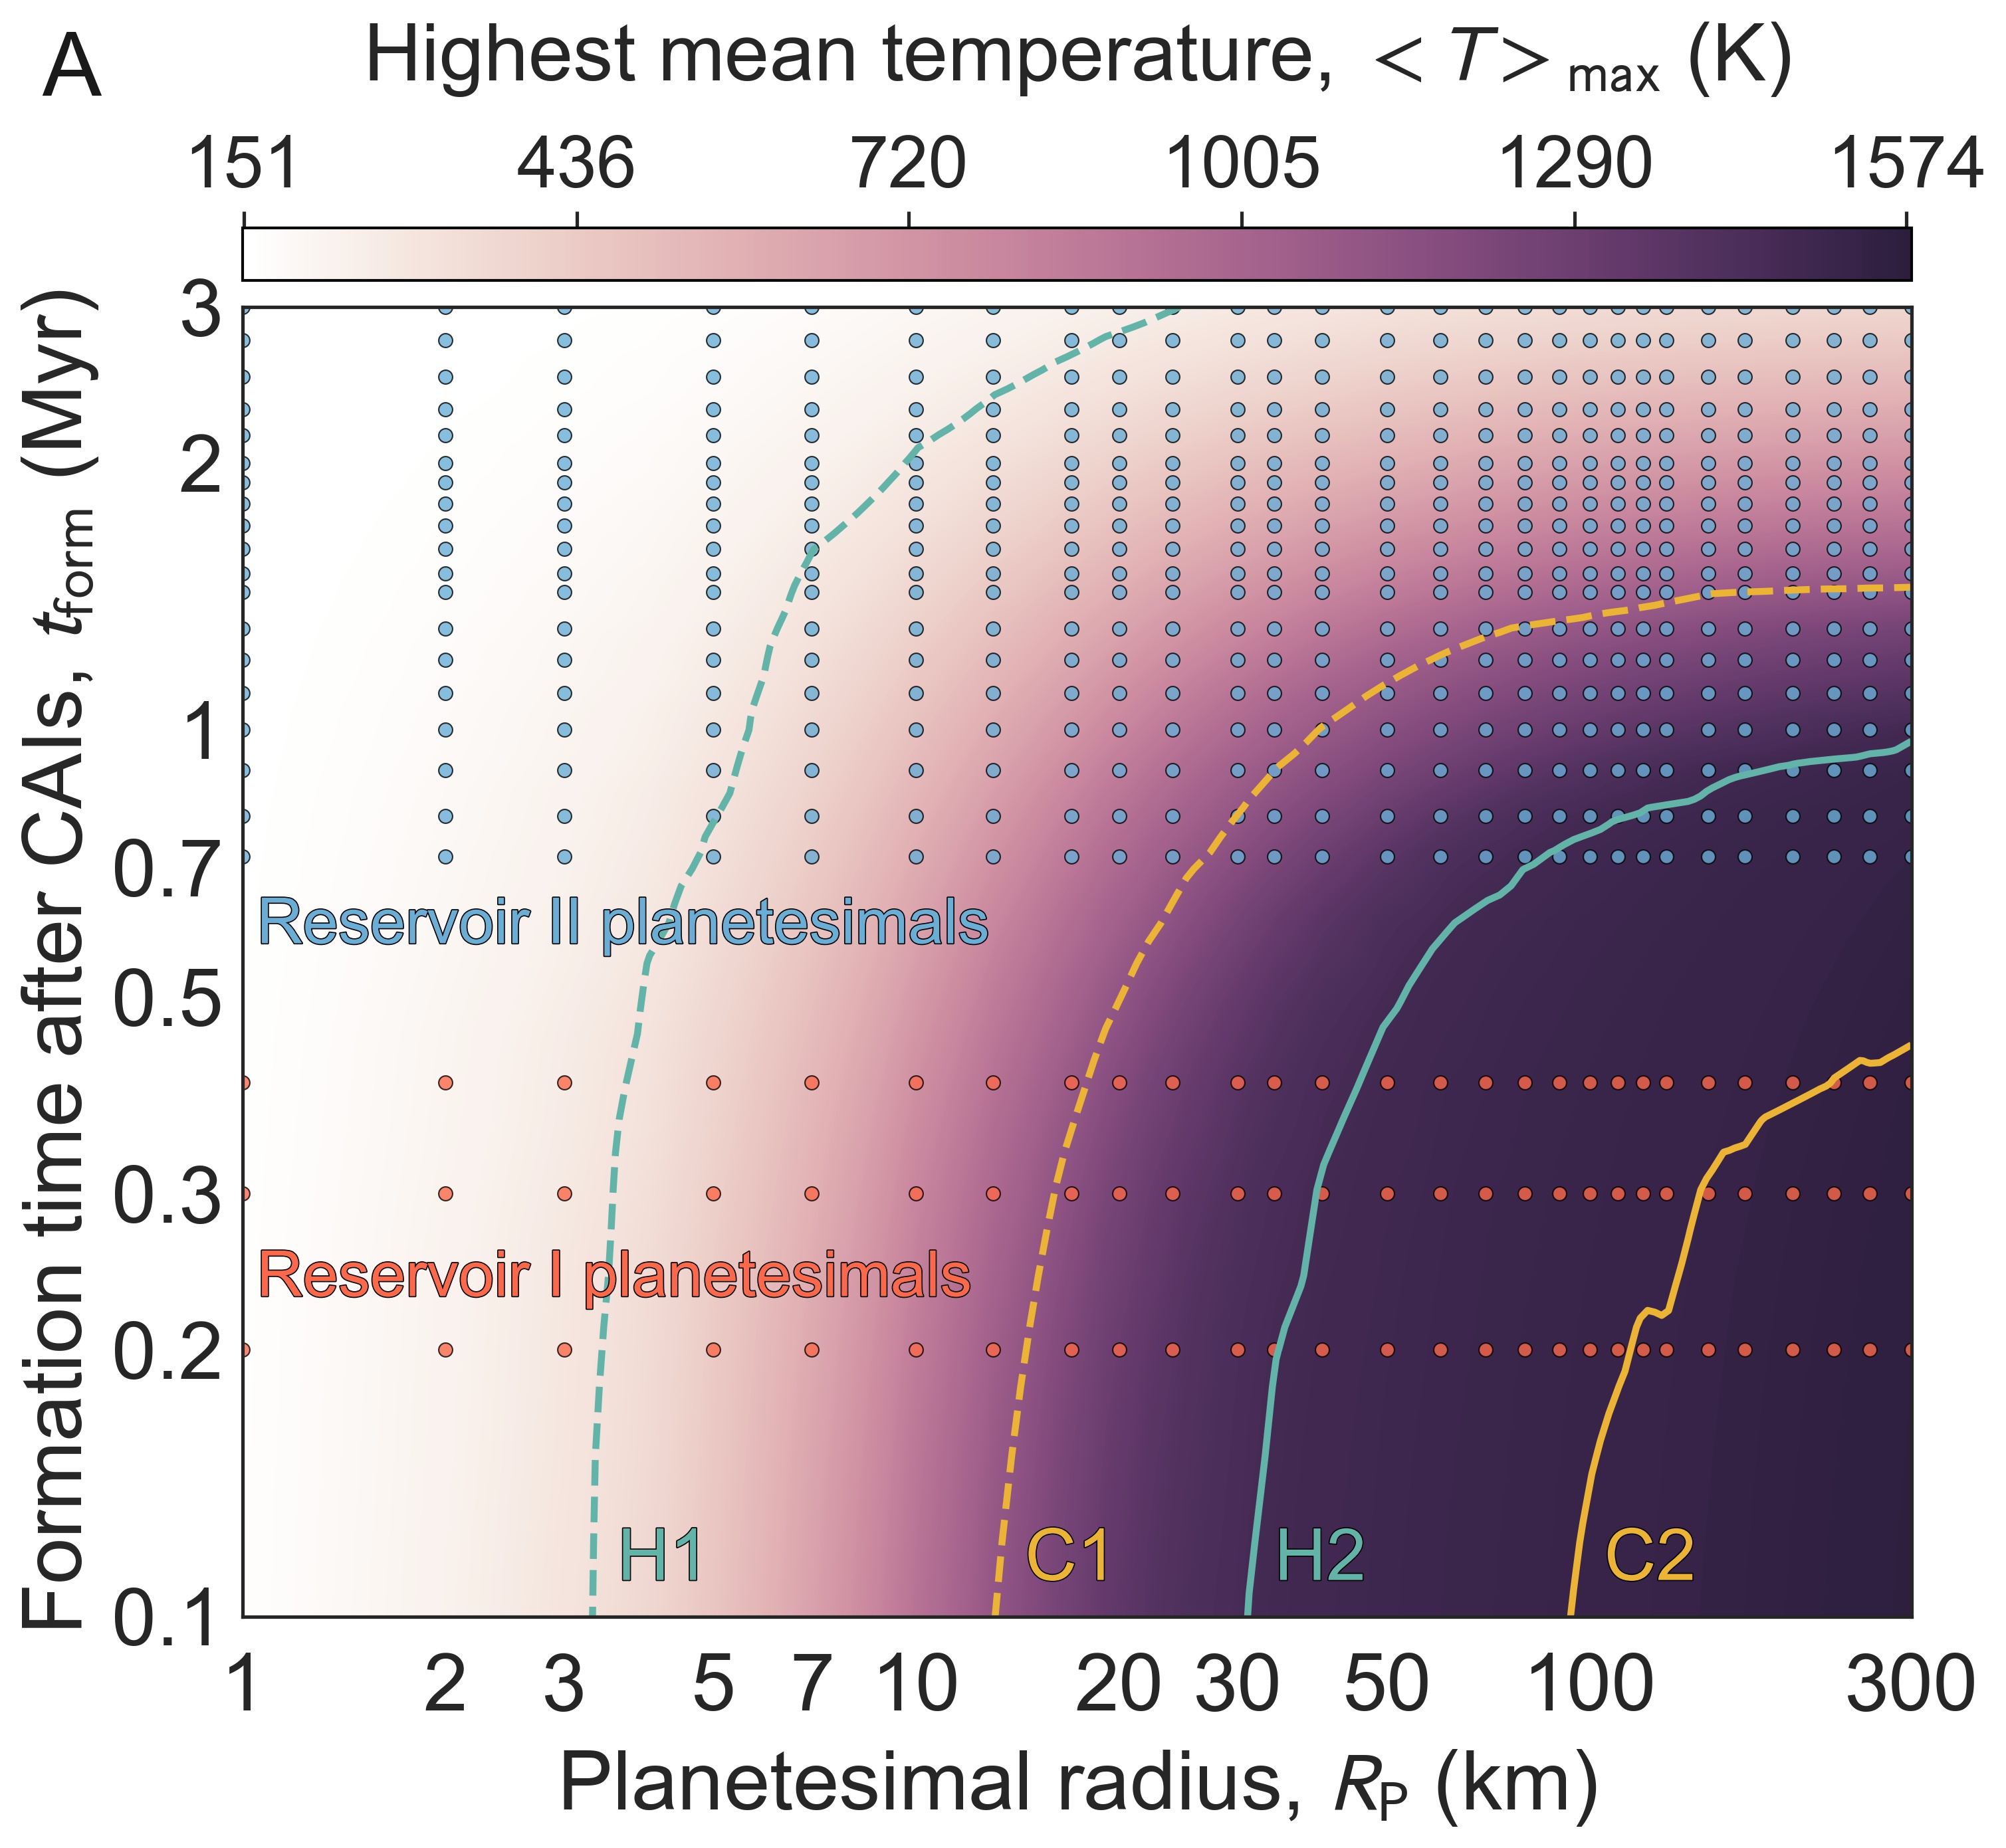 A
Highest mean temperature, <T>max (K)
151 436 720 1005 1290 1574
Formation time after CAIs, tform (Myr)
3
2
1
0.7
0.5
0.3
0.2
0.1
Reservoir II planetesimals
Reservoir I planetesimals
H1 C1 H2 C2
1 2 3 5 7 10 20 30 50 100 300
Planetesimal radius, RP (km)